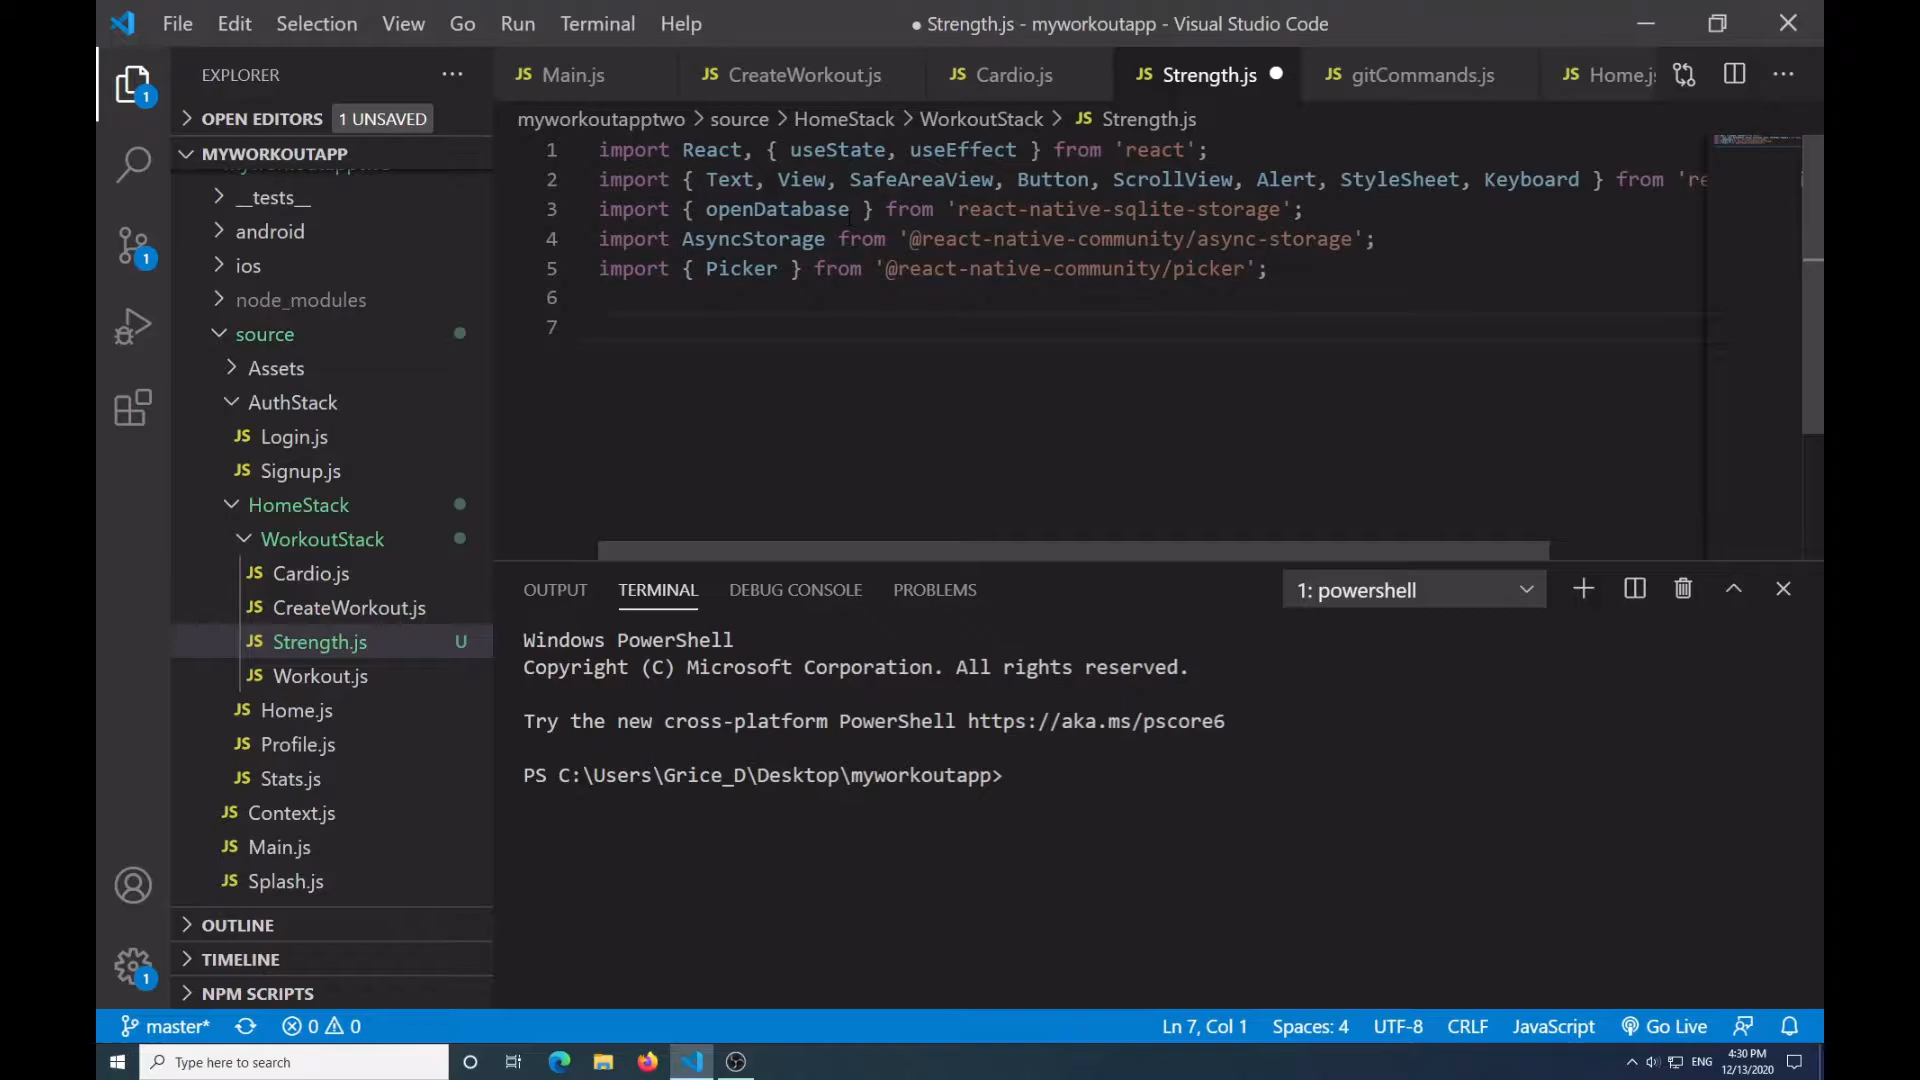 File Edit Selection View Go Run Terminal Help
● Strength.js - myworkoutapp - Visual Studio Code
EXPLORER
OPEN EDITORS 1 UNSAVED
MYWORKOUTAPP
__tests__
android
ios
node_modules
source
Assets
AuthStack
JS Login.js
JS Signup.js
HomeStack
WorkoutStack
JS Cardio.js
JS CreateWorkout.js
JS Strength.js U
JS Workout.js
JS Home.js
JS Profile.js
JS Stats.js
JS Context.js
JS Main.js
JS Splash.js
OUTLINE
TIMELINE
NPM SCRIPTS
1
1
1
JS Main.js JS CreateWorkout.js JS Cardio.js JS Strength.js ● JS gitCommands.js JS Home.js
myworkoutapptwo > source > HomeStack > WorkoutStack > JS Strength.js
1 import React, { useState, useEffect } from 'react';
2 import { Text, View, SafeAreaView, Button, ScrollView, Alert, StyleSheet, Keyboard } from 're
3 import { openDatabase } from 'react-native-sqlite-storage';
4 import AsyncStorage from '@react-native-community/async-storage';
5 import { Picker } from '@react-native-community/picker';
6
7
OUTPUT TERMINAL DEBUG CONSOLE PROBLEMS 1: powershell
Windows PowerShell
Copyright (C) Microsoft Corporation. All rights reserved.
Try the new cross-platform PowerShell https://aka.ms/pscore6
PS C:\Users\Grice_D\Desktop\myworkoutapp>
master* 0 0 Ln 7, Col 1 Spaces: 4 UTF-8 CRLF JavaScript Go Live
Type here to search
ENG
4:30 PM
12/13/2020